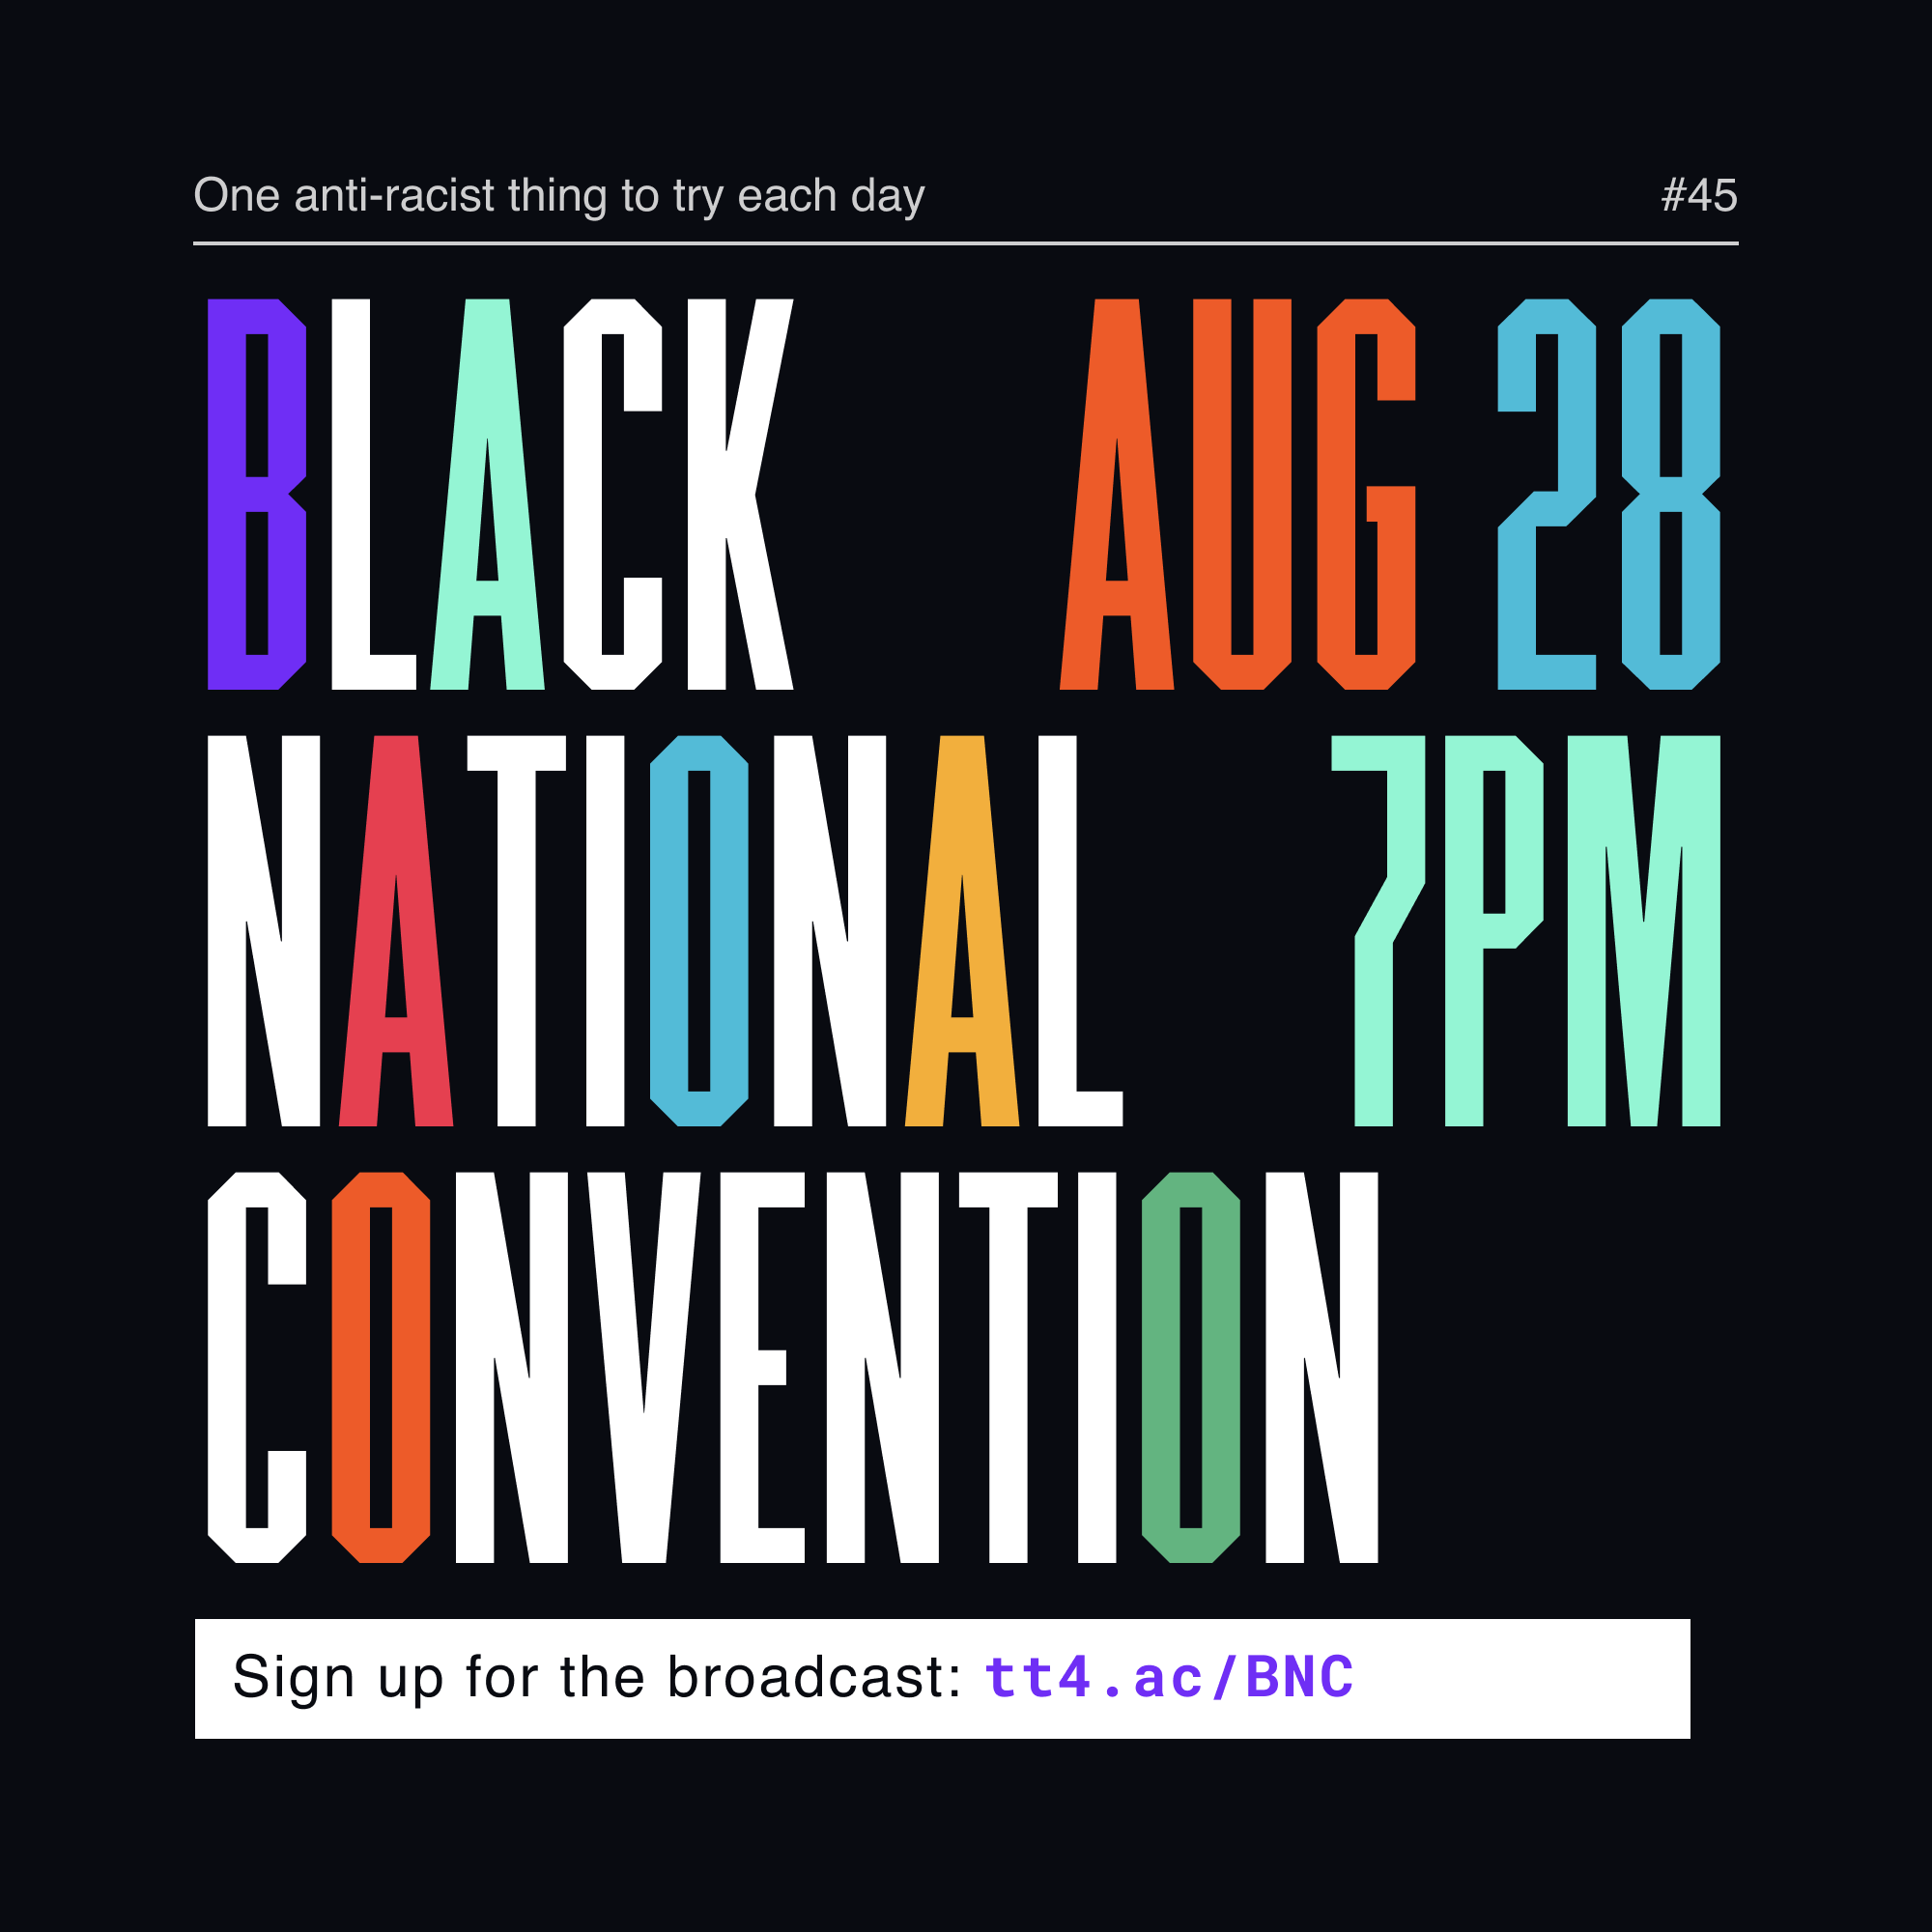 One anti-racist thing to try each day #45
BLACK AUG 28
NATIONAL 7PM
CONVENTION
Sign up for the broadcast: tt4.ac/BNC